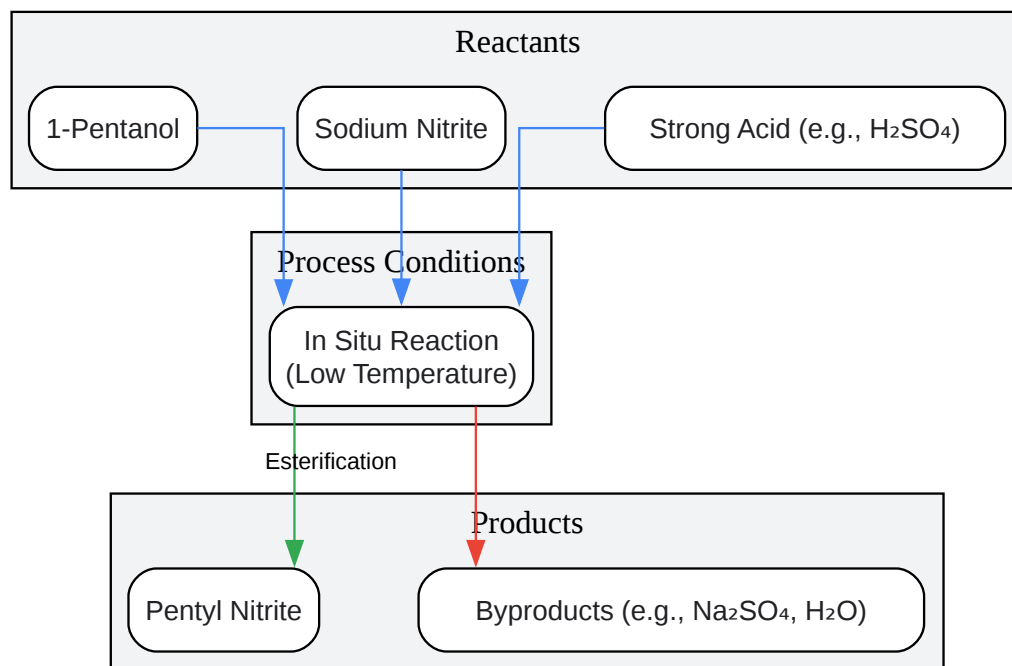 Reactants
1-Pentanol
Sodium Nitrite
Strong Acid (e.g., H₂SO₄)
Process Conditions
In Situ Reaction
(Low Temperature)
Esterification
Products
Pentyl Nitrite
Byproducts (e.g., Na₂SO₄, H₂O)